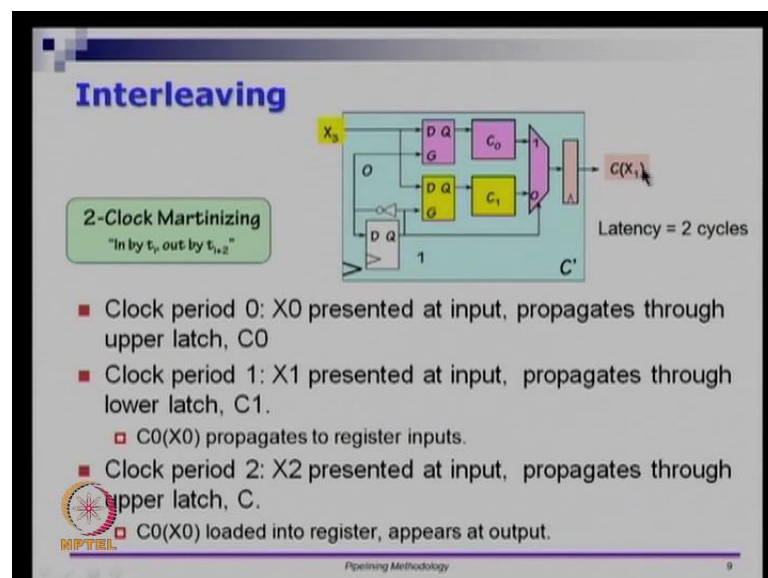 Interleaving
X3
D Q
G
C0
1
0
D Q
G
C1
0
D Q
1
C'
C(X1)
Latency = 2 cycles
2-Clock Martinizing
"In by ti, out by ti+2"
Clock period 0: X0 presented at input, propagates through
upper latch, C0
Clock period 1: X1 presented at input, propagates through
lower latch, C1.
C0(X0) propagates to register inputs.
Clock period 2: X2 presented at input, propagates through
upper latch, C.
C0(X0) loaded into register, appears at output.
NPTEL
Pipelining Methodology
9